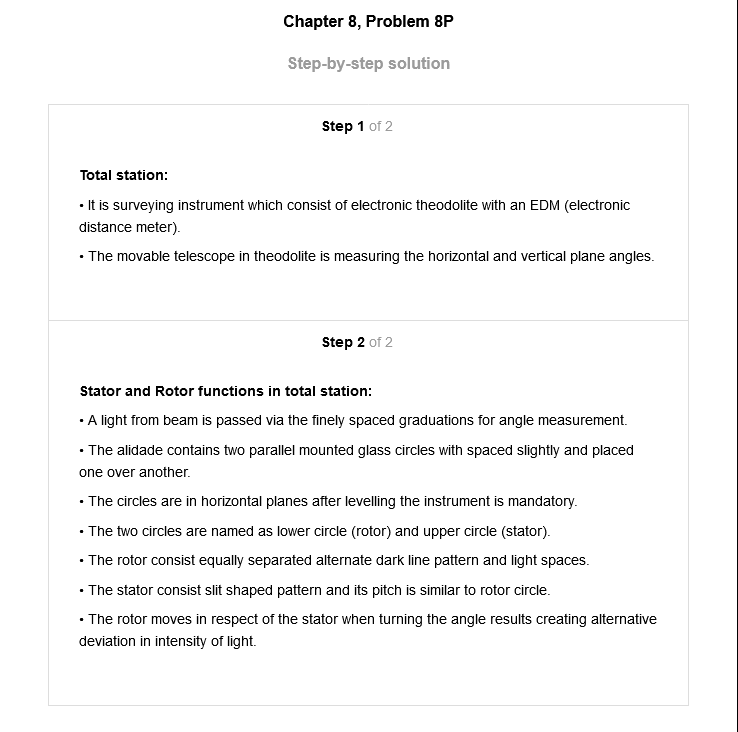 Chapter 8, Problem 8P
Step-by-step solution
Step 1 of 2
Total station:
• It is surveying instrument which consist of electronic theodolite with an EDM (electronic
distance meter).
• The movable telescope in theodolite is measuring the horizontal and vertical plane angles.
Step 2 of 2
Stator and Rotor functions in total station:
• A light from beam is passed via the finely spaced graduations for angle measurement.
• The alidade contains two parallel mounted glass circles with spaced slightly and placed
one over another.
• The circles are in horizontal planes after levelling the instrument is mandatory.
• The two circles are named as lower circle (rotor) and upper circle (stator).
• The rotor consist equally separated alternate dark line pattern and light spaces.
• The stator consist slit shaped pattern and its pitch is similar to rotor circle.
• The rotor moves in respect of the stator when turning the angle results creating alternative
deviation in intensity of light.